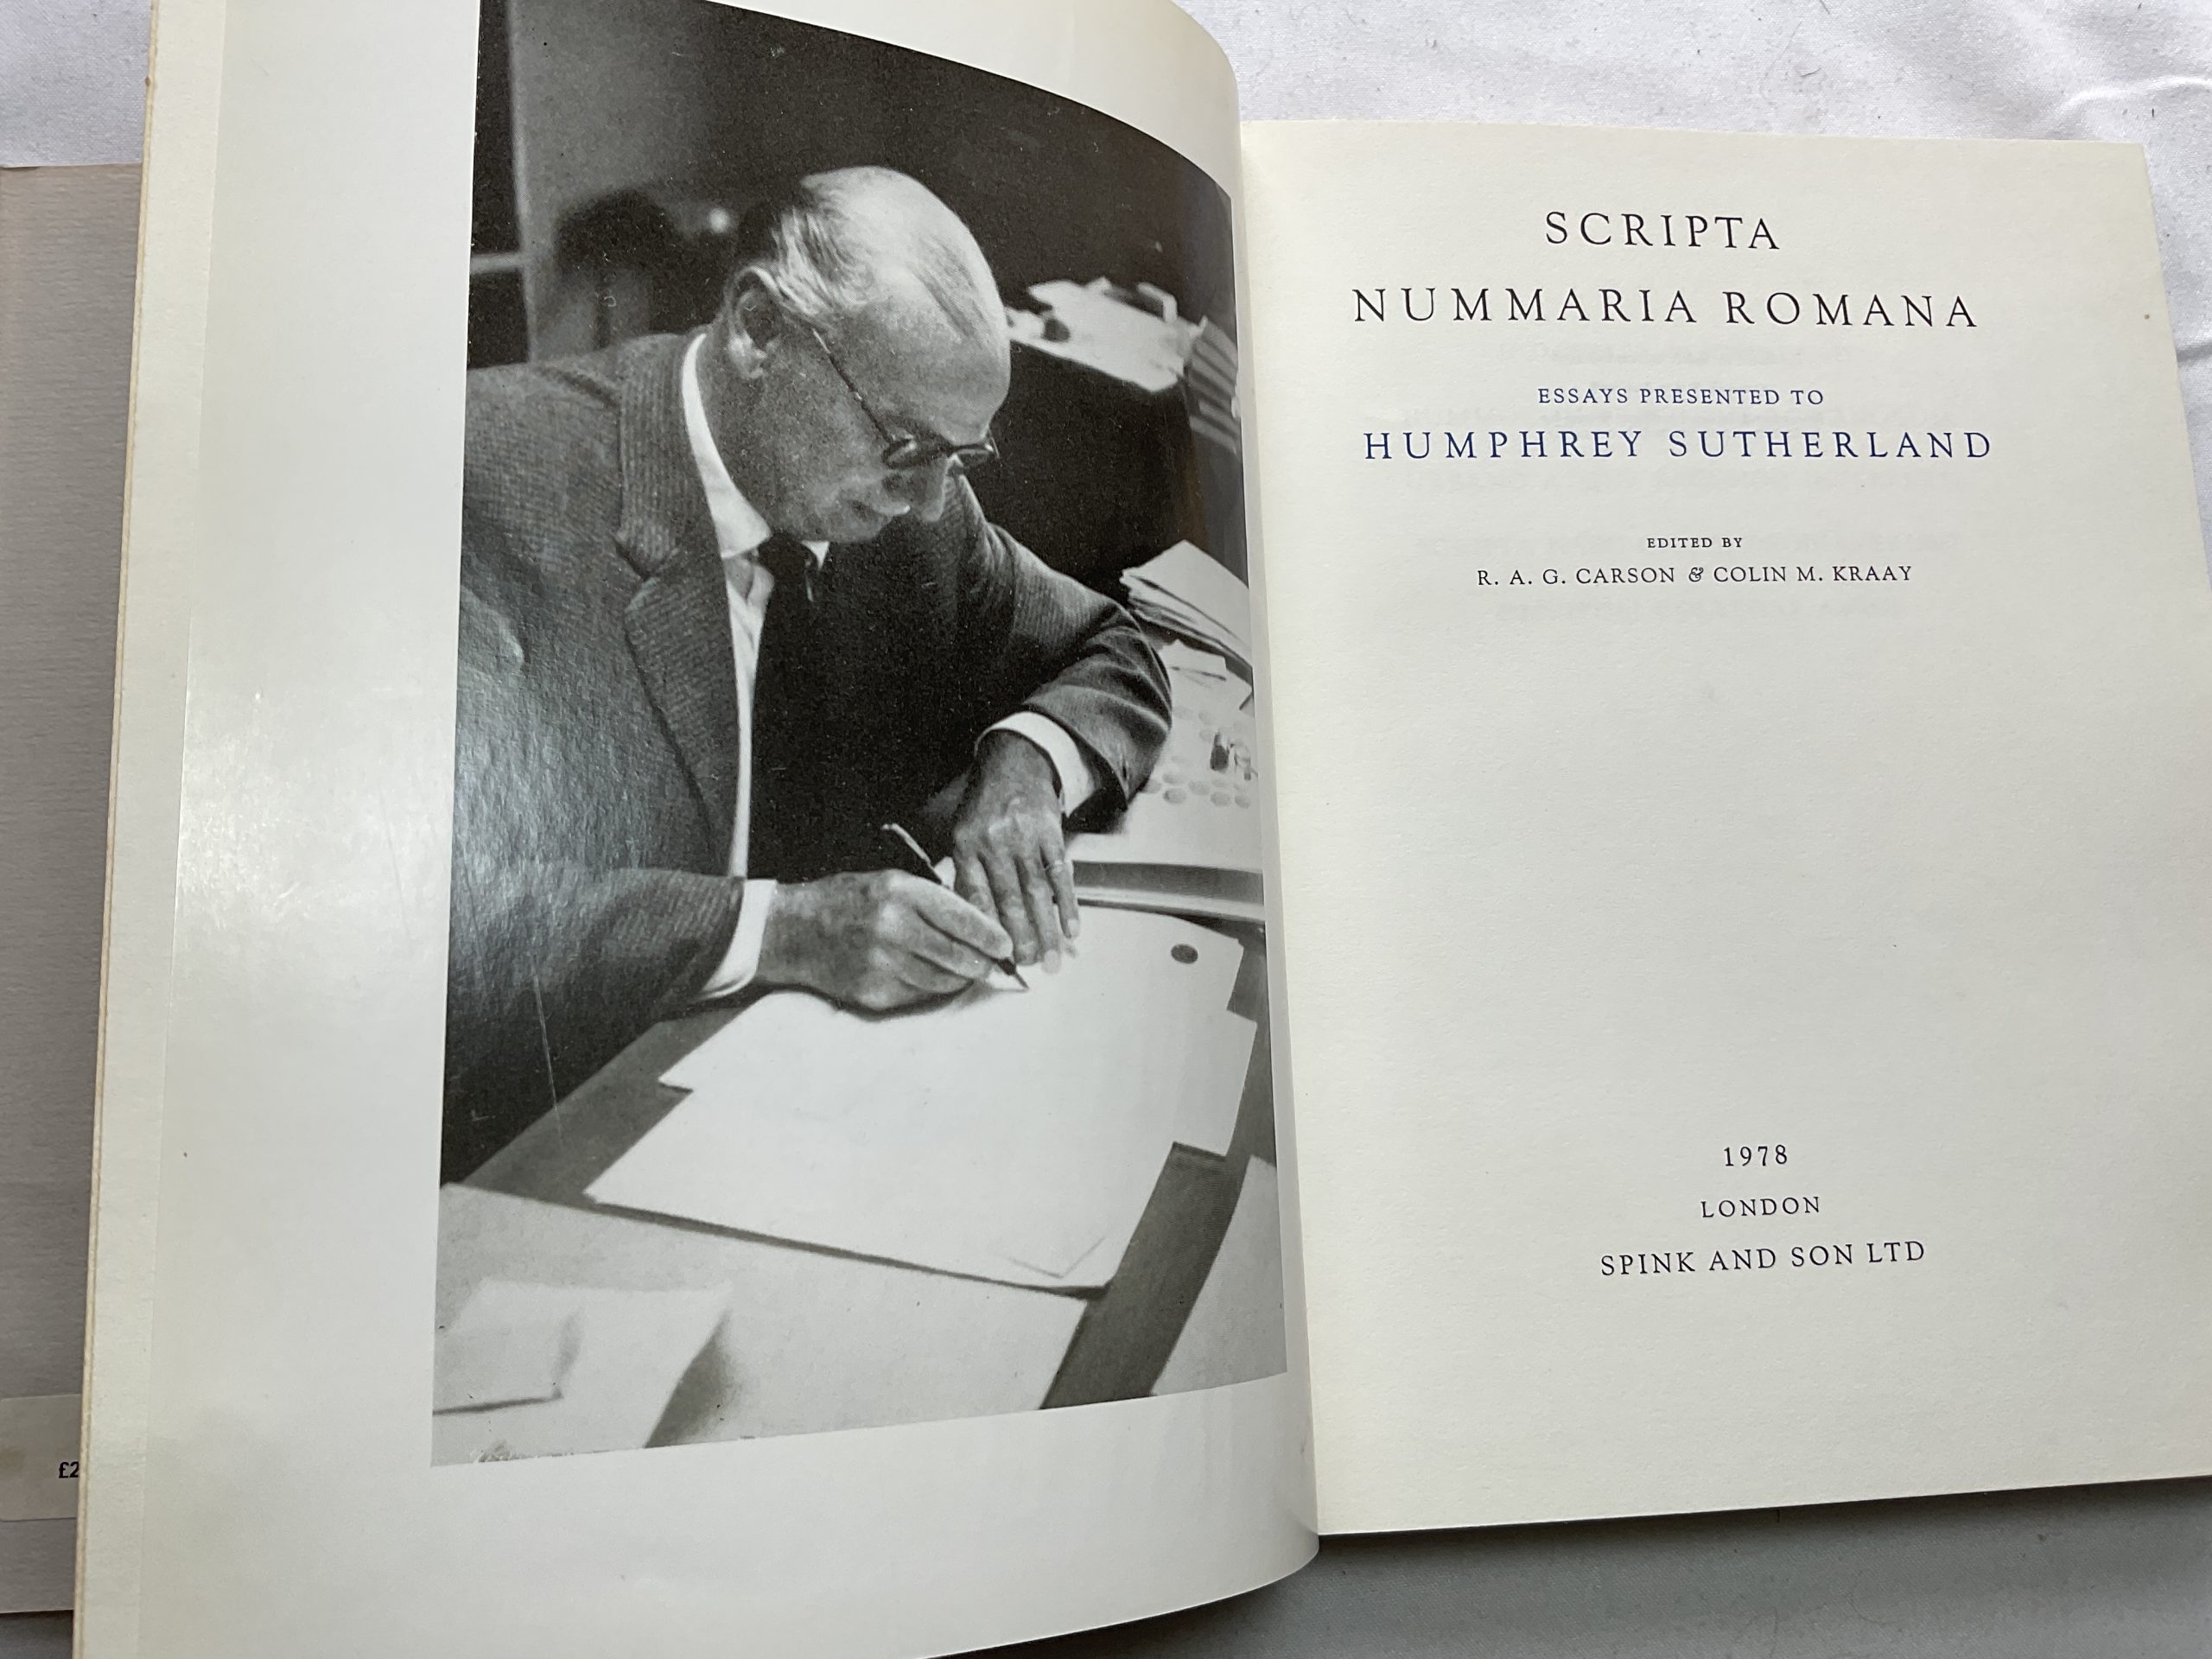 SCRIPTA
NUMMARIA ROMANA
ESSAYS PRESENTED TO
HUMPHREY SUTHERLAND
EDITED BY
R. A. G. CARSON & COLIN M. KRAAY
1978
LONDON
SPINK AND SON LTD
£2